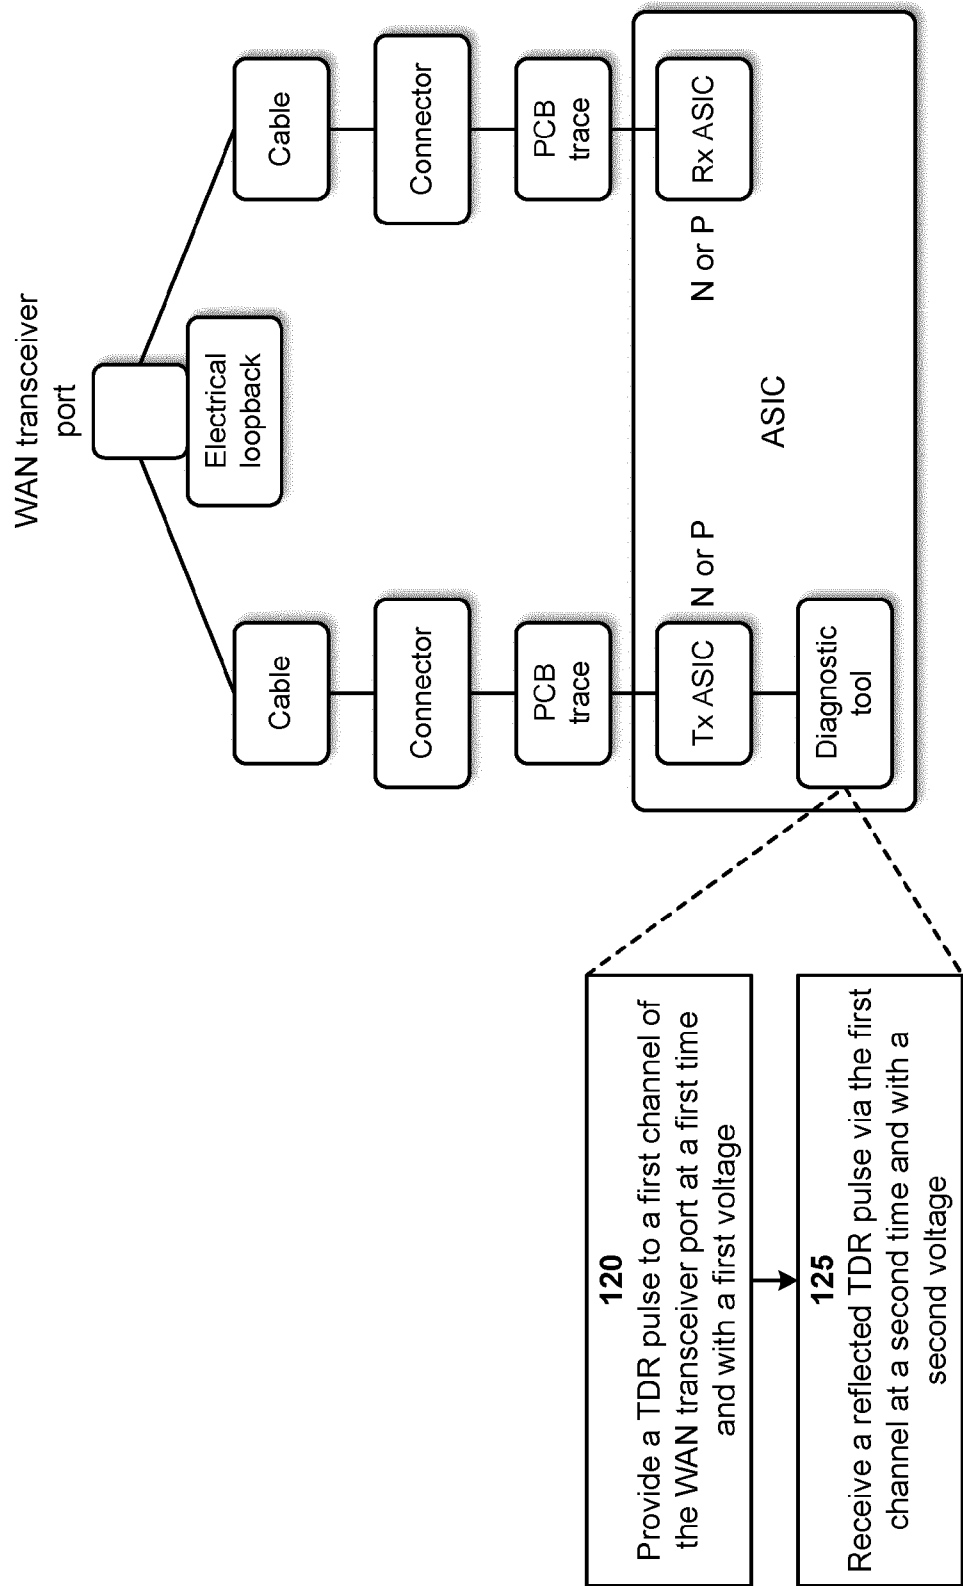 WAN transceiver
port
Electrical
loopback
Cable
Cable
Connector
Connector
PCB
trace
PCB
trace
Tx ASIC
N or P
N or P
Rx ASIC
ASIC
Diagnostic
tool
120
Provide a TDR pulse to a first channel of
the WAN transceiver port at a first time
and with a first voltage
125
Receive a reflected TDR pulse via the first
channel at a second time and with a
second voltage